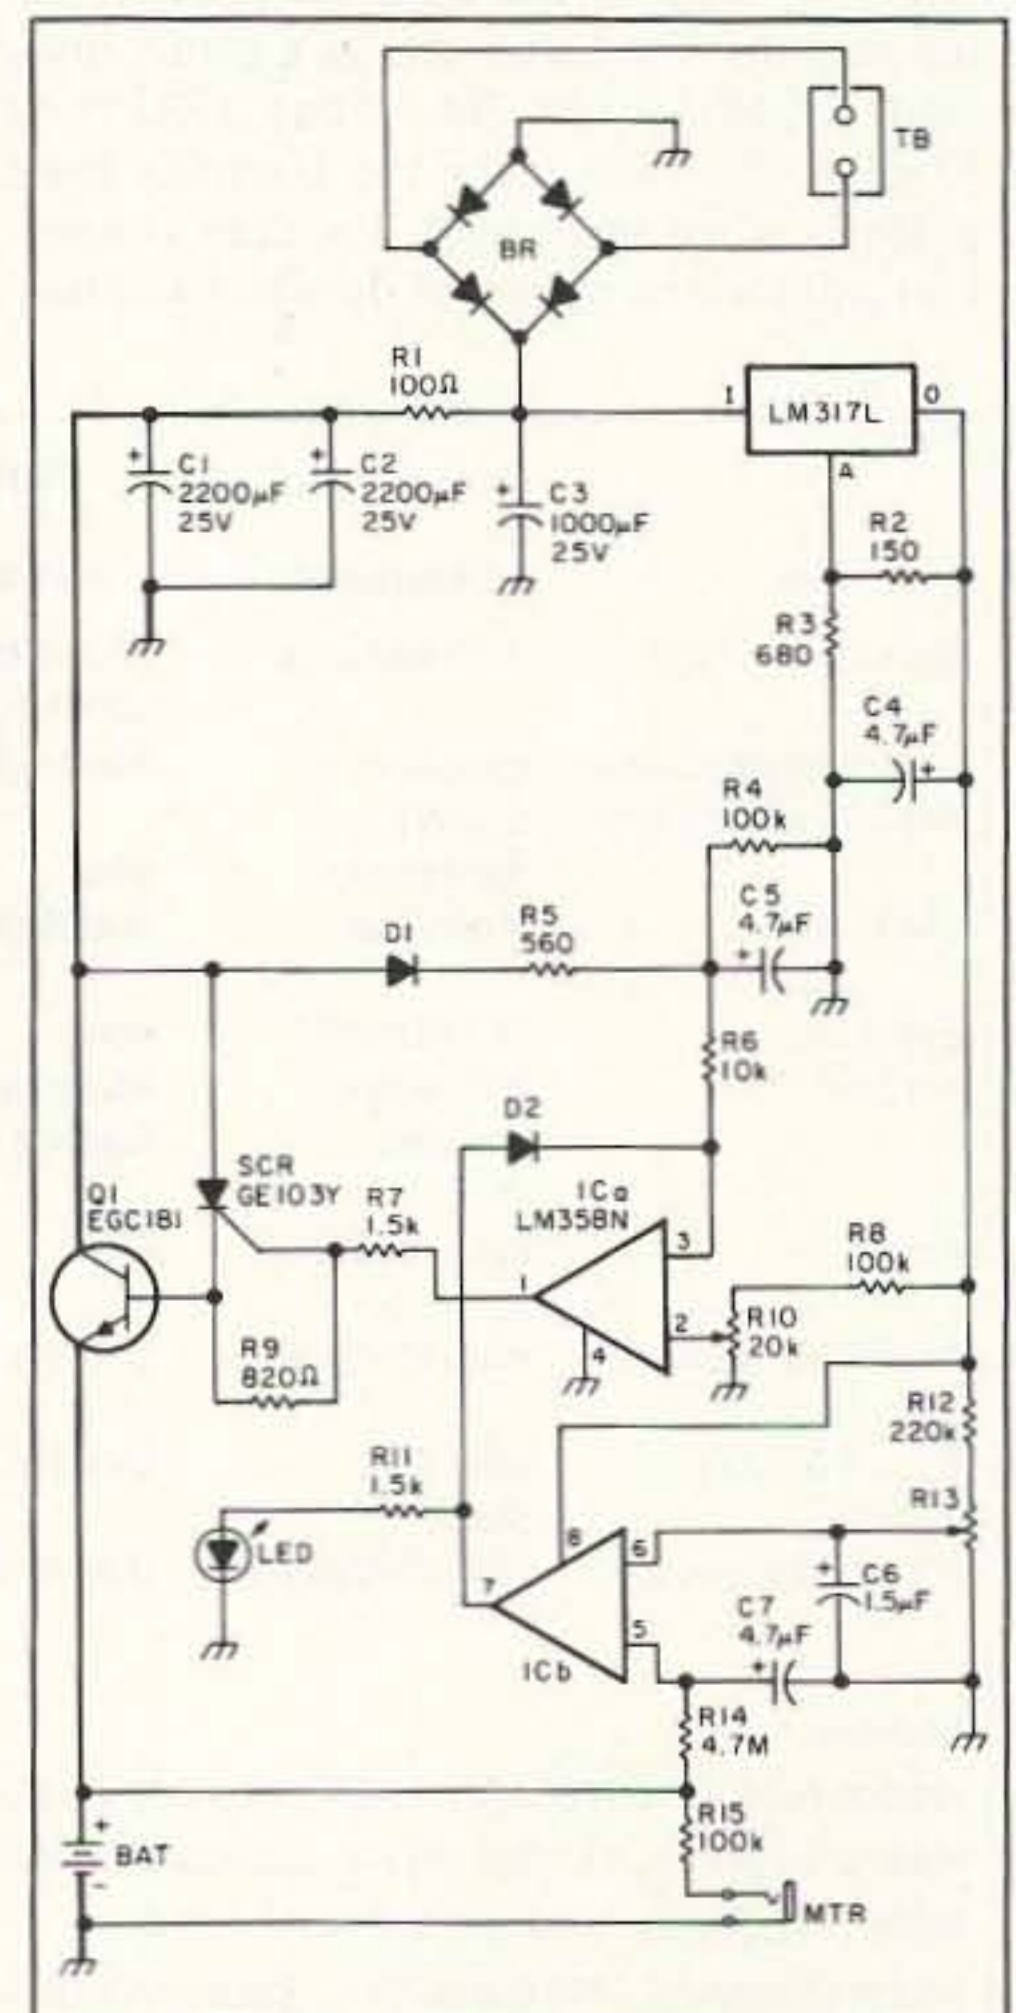 TB
BR
R1
100Ω
I
LM317L
O
A
+
C1
2200µF
25V
+
C2
2200µF
25V
+
C3
1000µF
25V
R2
150
R3
680
C4
4.7µF
+
R4
100k
C5
4.7µF
+
D1
R5
560
R6
10k
D2
SCR
GE103Y
Q1
EGC181
R7
1.5k
ICa
LM358N
3
1
2
4
R8
100k
R10
20k
R9
820Ω
R12
220k
R11
1.5k
R13
LED
8
6
7
5
+
C6
1.5µF
C7
4.7µF
+
ICb
R14
4.7M
R15
100k
+
BAT
-
MTR